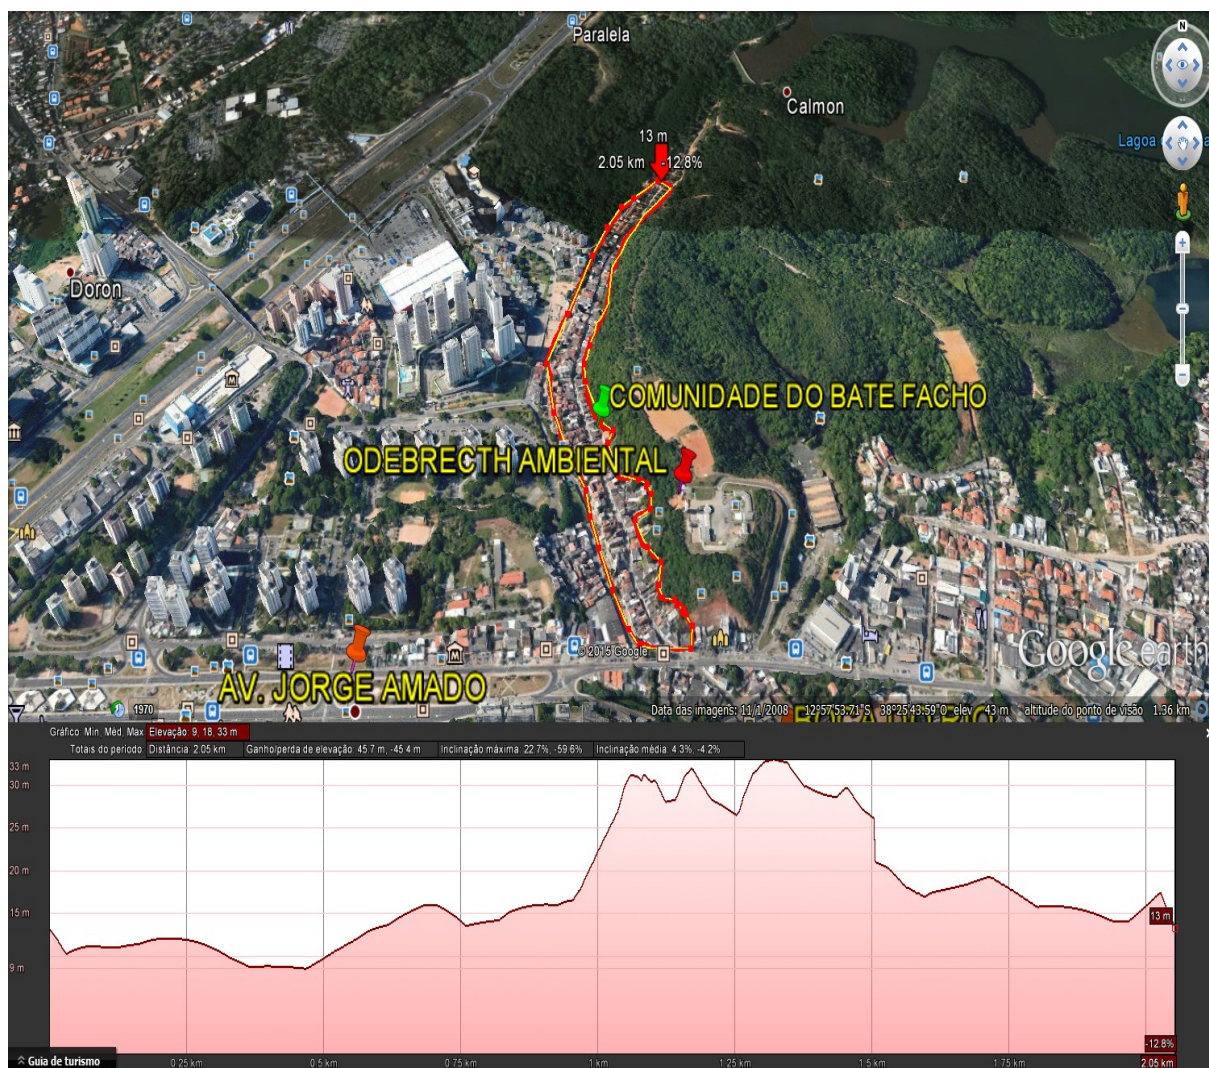 Paralela
N
Calmon
13 m
2.05 km -12.8%
Lagoa
Doron
COMUNIDADE DO BATE FACHO
ODEBRECTH AMBIENTAL
© 2015 Google
Google earth
AV. JORGE AMADO
1970
Data das imagens: 11/1/2008 12°57'53.71"S 38°25'43.59"O elev 43 m altitude do ponto de visão 1.36 km
Gráfico: Min, Méd, Max Elevação: 9, 18, 33 m
Totais do período: Distância: 2.05 km Ganho/perda de elevação: 45.7 m, -45.4 m Inclinação máxima: 22.7%, -59.6% Inclinação média: 4.3%, -4.2%
33 m
30 m
25 m
20 m
15 m
13 m
9 m
-12.8%
Guia de turismo 0.25 km 0.5 km 1 km 1.25 km 1.5 km 1.75 km 2.05 km